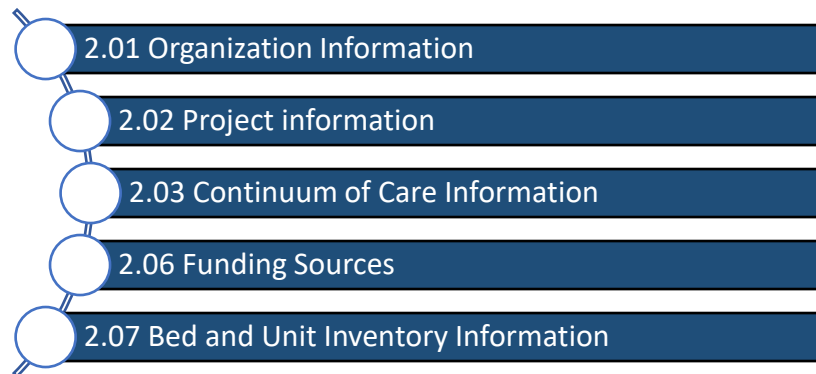 2.01 Organization Information
2.02 Project information
2.03 Continuum of Care Information
2.06 Funding Sources
2.07 Bed and Unit Inventory Information